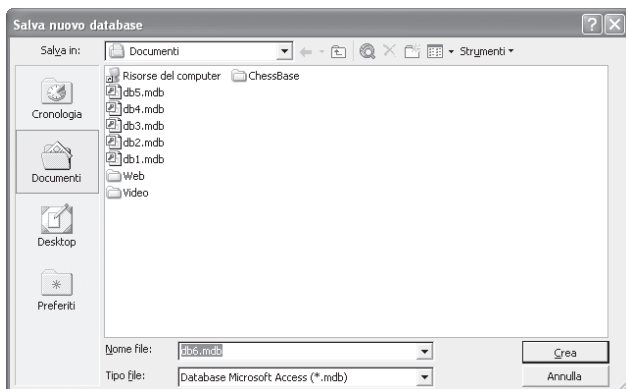 Salva nuovo database
Salva in:
Documenti
Strumenti
Cronologia
Documenti
Desktop
Preferiti
Risorse del computer
ChessBase
db5.mdb
db4.mdb
db3.mdb
db2.mdb
db1.mdb
Web
Video
Nome file:
db6.mdb
Crea
Tipo file:
Database Microsoft Access (*.mdb)
Annulla